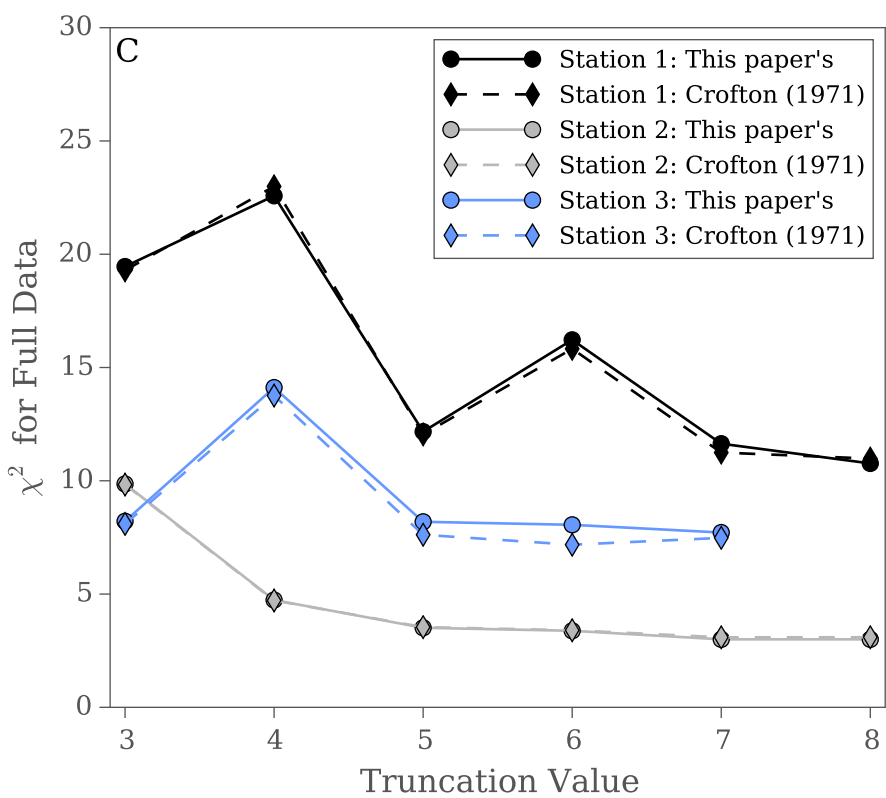 C
30
25
20
15
10
5
0
χ² for Full Data
Station 1: This paper's
Station 1: Crofton (1971)
Station 2: This paper's
Station 2: Crofton (1971)
Station 3: This paper's
Station 3: Crofton (1971)
3 4 5 6 7 8
Truncation Value